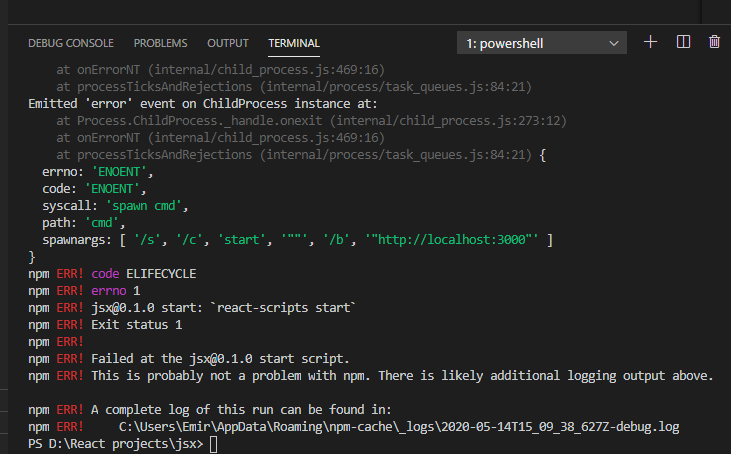 DEBUG CONSOLE PROBLEMS OUTPUT TERMINAL 1: powershell
at onErrorNT (internal/child_process.js:469:16)
at processTicksAndRejections (internal/process/task_queues.js:84:21)
Emitted 'error' event on ChildProcess instance at:
at Process.ChildProcess._handle.onexit (internal/child_process.js:273:12)
at onErrorNT (internal/child_process.js:469:16)
at processTicksAndRejections (internal/process/task_queues.js:84:21) {
errno: 'ENOENT',
code: 'ENOENT',
syscall: 'spawn cmd',
path: 'cmd',
spawnargs: [ '/s', '/c', 'start', '""', '/b', '"http://localhost:3000"' ]
}
npm ERR! code ELIFECYCLE
npm ERR! errno 1
npm ERR! jsx@0.1.0 start: `react-scripts start`
npm ERR! Exit status 1
npm ERR!
npm ERR! Failed at the jsx@0.1.0 start script.
npm ERR! This is probably not a problem with npm. There is likely additional logging output above.
npm ERR! A complete log of this run can be found in:
npm ERR!     C:\Users\Emir\AppData\Roaming\npm-cache\_logs\2020-05-14T15_09_38_627Z-debug.log
PS D:\React projects\jsx>